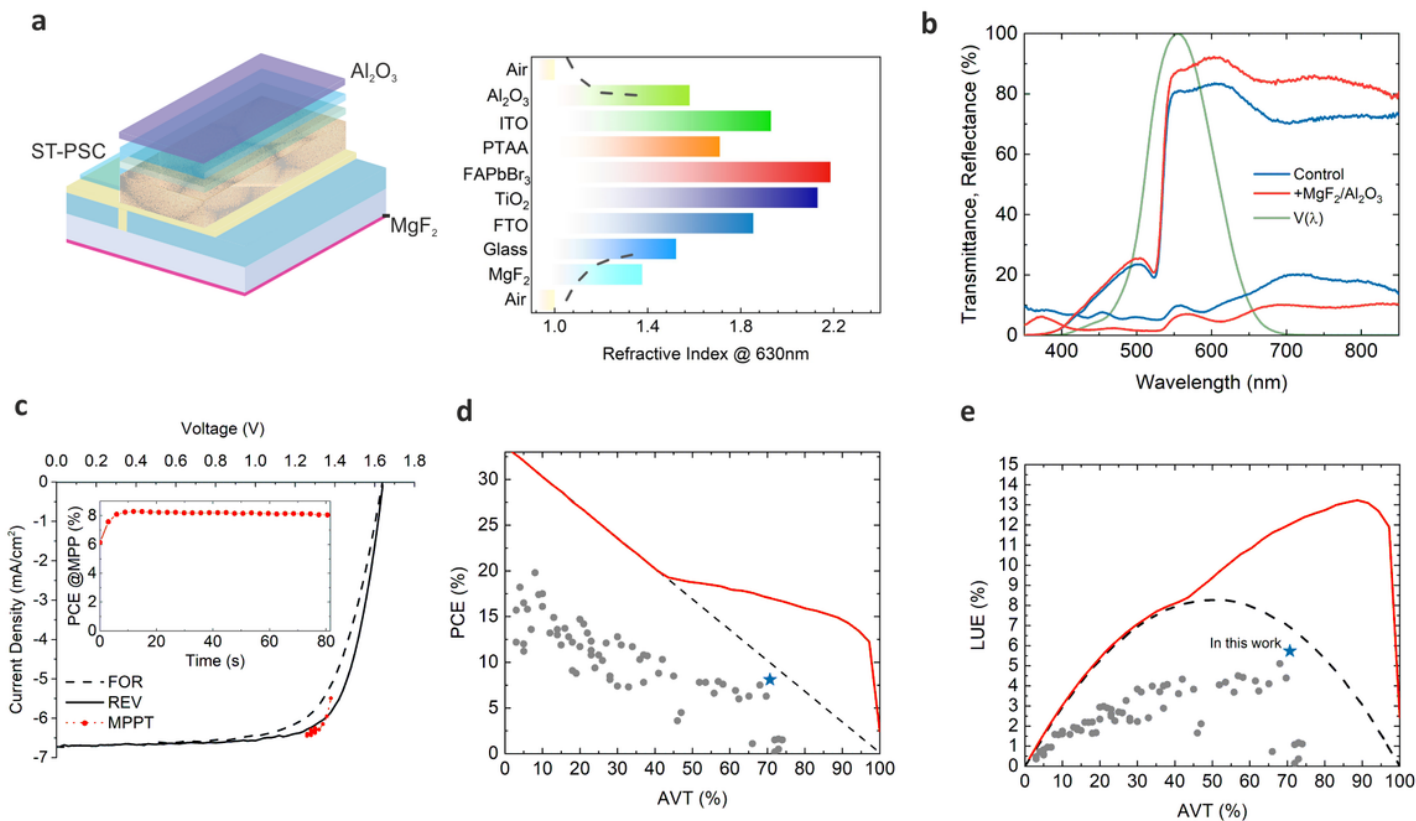 a
Al₂O₃
ST-PSC
MgF₂
Air
Al₂O₃
ITO
PTAA
FAPbBr₃
TiO₂
FTO
Glass
MgF₂
Air
1.0 1.4 1.8 2.2
Refractive Index @ 630nm
b
Transmittance, Reflectance (%)
100
80
60
40
20
0
Control
+MgF₂/Al₂O₃
V(λ)
400 500 600 700 800
Wavelength (nm)
c
Voltage (V)
0.0 0.2 0.4 0.6 0.8 1.0 1.2 1.4 1.6 1.8
Current Density (mA/cm²)
0
-1
-2
-3
-4
-5
-6
-7
PCE @MPP (%)
10
8
6
4
2
0
0 20 40 60 80
Time (s)
FOR
REV
MPPT
d
PCE (%)
30
25
20
15
10
5
0
0 10 20 30 40 50 60 70 80 90 100
AVT (%)
e
LUE (%)
15
14
13
12
11
10
9
8
7
6
5
4
3
2
1
0
In this work
0 10 20 30 40 50 60 70 80 90 100
AVT (%)